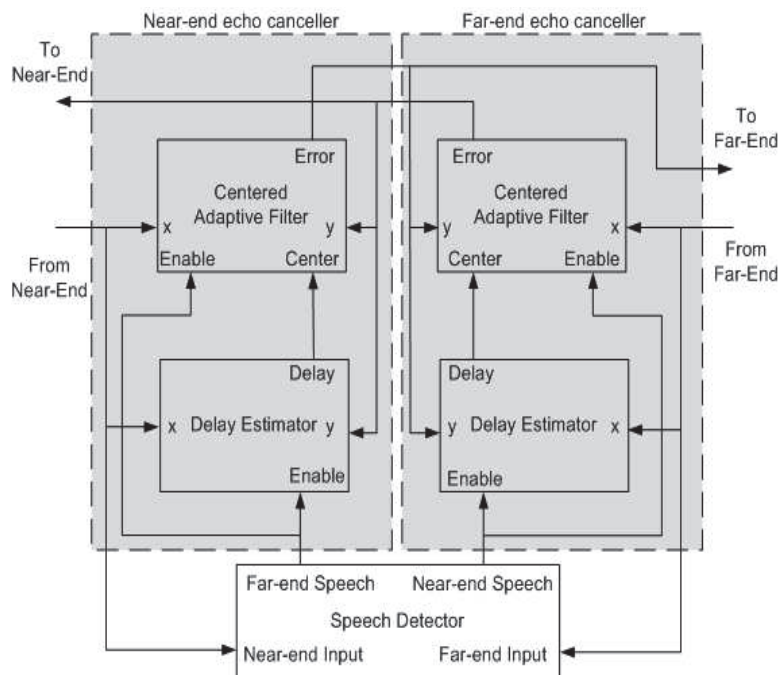 Near-end echo canceller
Far-end echo canceller
To
Near-End
To
Far-End
Error
Centered
Adaptive Filter
x
y
Enable
Center
Error
Centered
Adaptive Filter
y
x
Center
Enable
From
Near-End
From
Far-End
Delay
x
Delay Estimator
y
Enable
Delay
y
Delay Estimator
x
Enable
Far-end Speech
Near-end Speech
Speech Detector
Near-end Input
Far-end Input